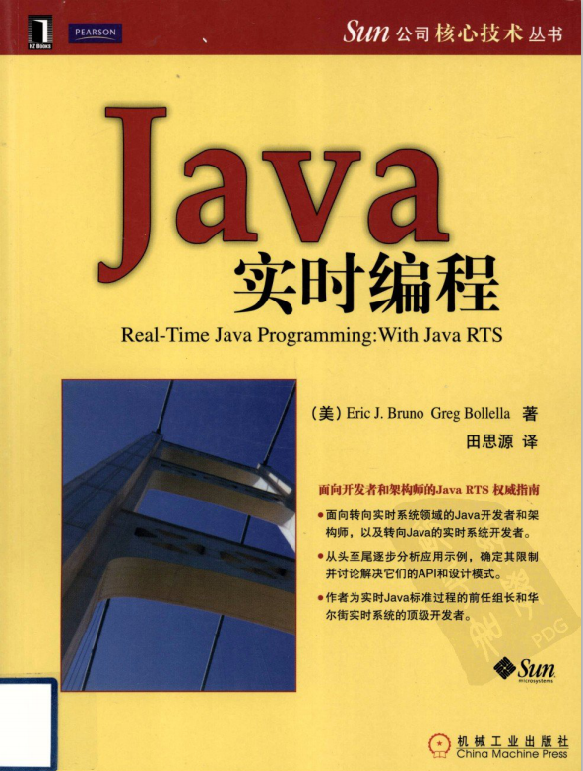 HZ Books
PEARSON
Sun 公司核心技术丛书
Java
实时编程
Real-Time Java Programming:With Java RTS
（美）Eric J. Bruno Greg Bollella 著
田思源 译
面向开发者和架构师的Java RTS 权威指南
●面向转向实时系统领域的Java开发者和架
构师，以及转向Java的实时系统开发者。
●从头至尾逐步分析应用示例，确定其限制
并讨论解决它们的API和设计模式。
●作者为实时Java标准过程的前任组长和华
尔街实时系统的顶级开发者。
PDG
Sun
microsystems
机械工业出版社
China Machine Press